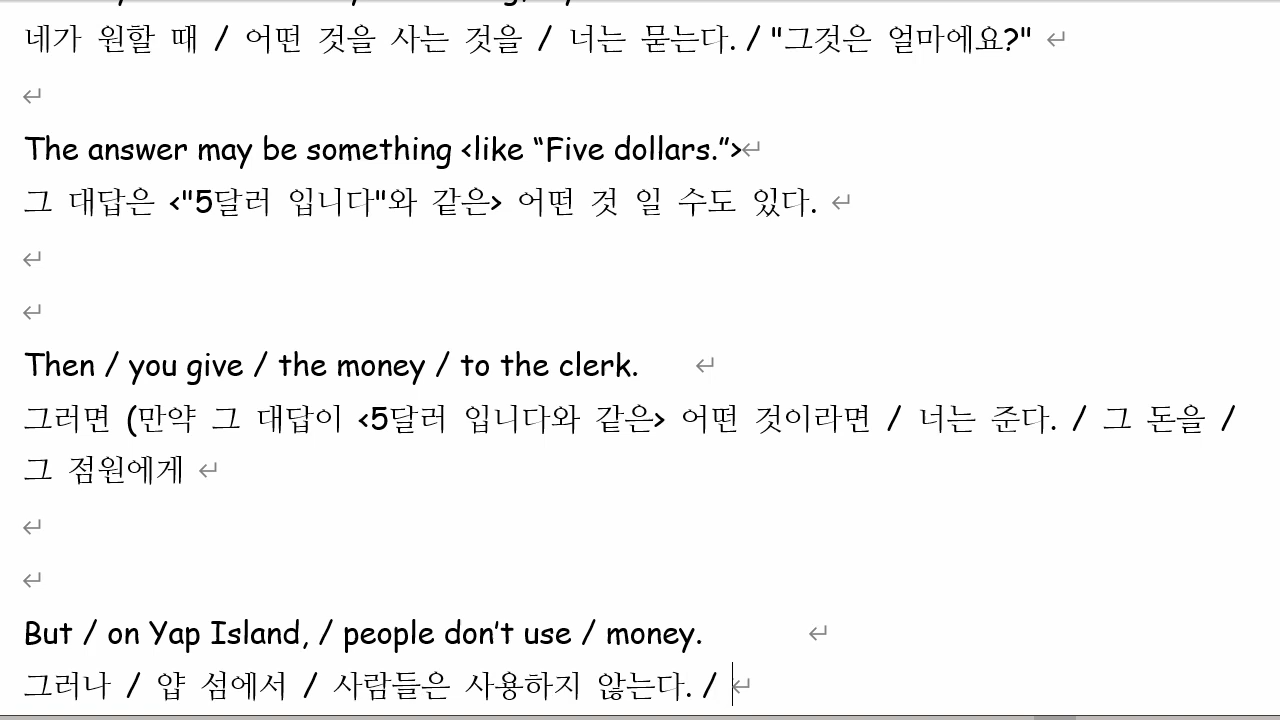 네가 원할 때 / 어떤 것을 사는 것을 / 너는 묻는다. / "그것은 얼마에요?"
The answer may be something <like “Five dollars.”>
그 대답은 <"5달러 입니다"와 같은> 어떤 것 일 수도 있다.
Then / you give / the money / to the clerk.
그러면 (만약 그 대답이 <5달러 입니다와 같은> 어떤 것이라면 / 너는 준다. / 그 돈을 /
그 점원에게
But / on Yap Island, / people don’t use / money.
그러나 / 얍 섬에서 / 사람들은 사용하지 않는다. /